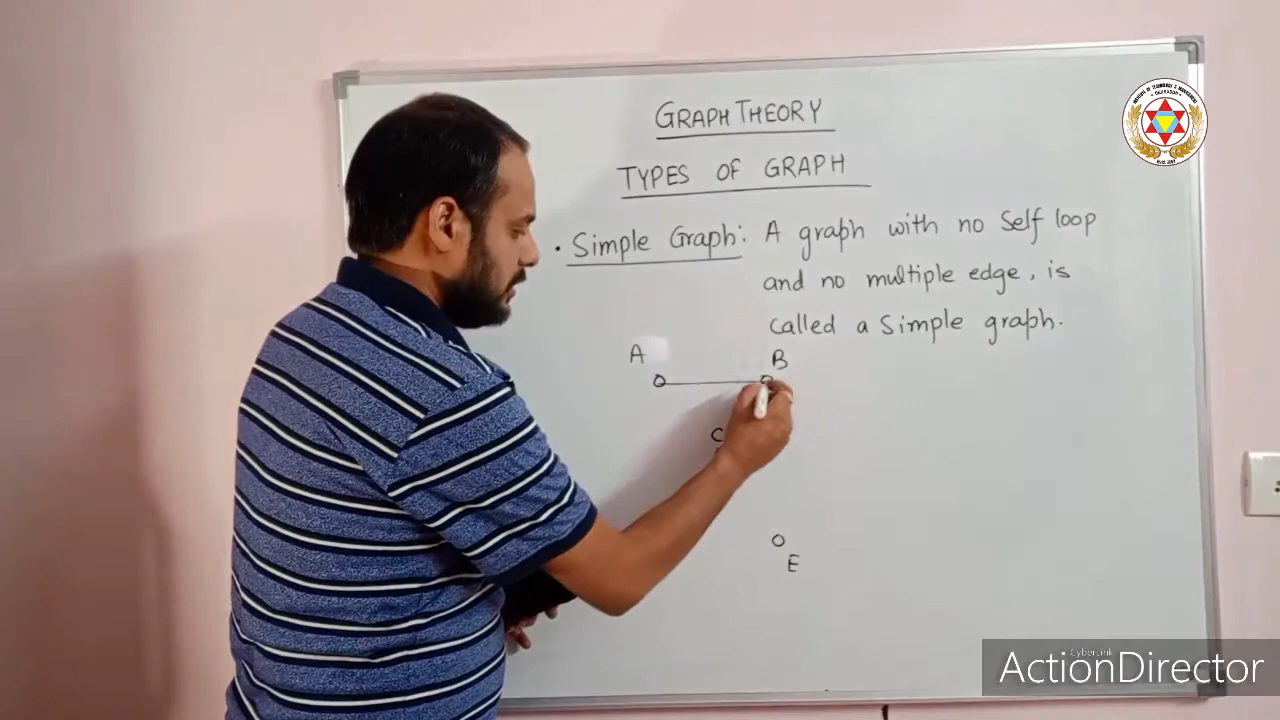 GRAPH THEORY
TYPES OF GRAPH
• Simple Graph: A graph with no Self loop
and no multiple edge, is
called a Simple graph.
A
B
C
E
CyberLink
ActionDirector